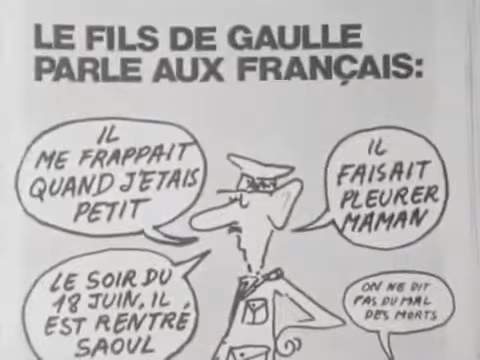 LE FILS DE GAULLE
PARLE AUX FRANÇAIS:
IL
ME FRAPPAIT
QUAND J'ETAIS
PETIT
IL
FAISAIT
PLEURER
MAMAN
LE SOIR DU
18 JUIN, IL
EST RENTRÉ
SAOUL
ON NE DIT
PAS DU MAL
DES MORTS